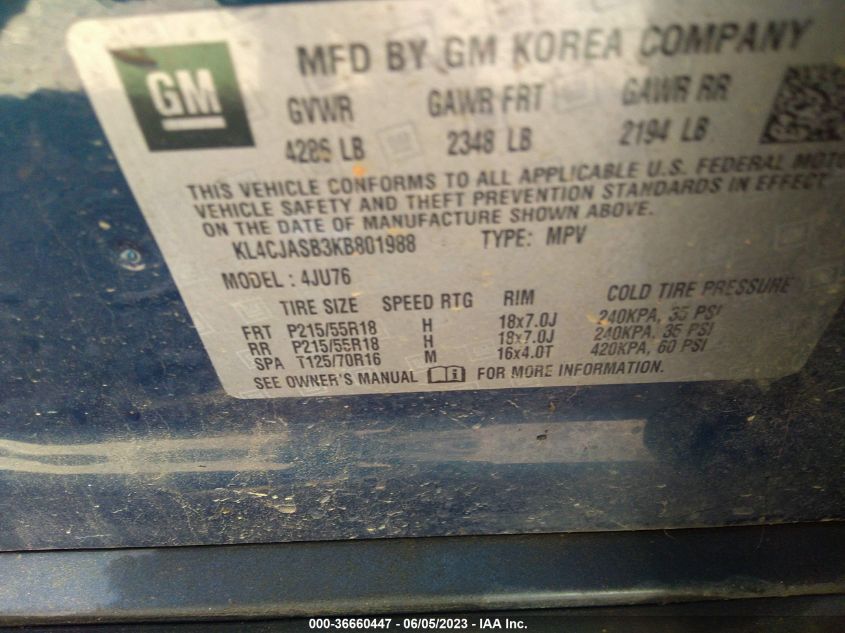 GM
MFD BY GM KOREA COMPANY
GVWR GAWR FRT GAWR RR
4286 LB 2348 LB 2194 LB
THIS VEHICLE CONFORMS TO ALL APPLICABLE U.S. FEDERAL MOTO
VEHICLE SAFETY AND THEFT PREVENTION STANDARDS IN EFFECT
ON THE DATE OF MANUFACTURE SHOWN ABOVE.
KL4CJASB3KB801988 TYPE: MPV
MODEL : 4JU76
TIRE SIZE SPEED RTG RIM COLD TIRE PRESSURE
FRT P215/55R18 H 18x7.0J 240KPA, 35 PSI
RR P215/55R18 H 18x7.0J 240KPA, 35 PSI
SPA T125/70R16 M 16x4.0T 420KPA, 60 PSI
SEE OWNER'S MANUAL FOR MORE INFORMATION.
000-36660447 - 06/05/2023 - IAA Inc.